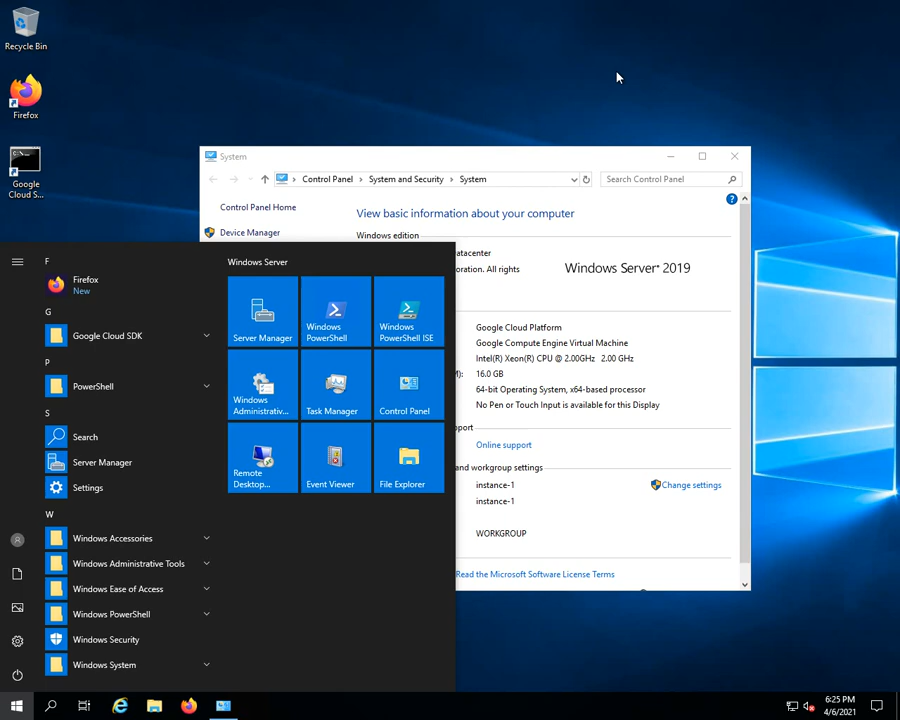 Recycle Bin
Firefox
Google
Cloud S...
System
Control Panel
System and Security
System
Search Control Panel
Control Panel Home
Device Manager
View basic information about your computer
Windows edition
atacenter
oration. All rights
Windows Server® 2019
Google Cloud Platform
Google Compute Engine Virtual Machine
Intel(R) Xeon(R) CPU @ 2.00GHz 2.00 GHz
M): 16.0 GB
64-bit Operating System, x64-based processor
No Pen or Touch Input is available for this Display
pport
Online support
and workgroup settings
instance-1
Change settings
instance-1
WORKGROUP
Read the Microsoft Software License Terms
F
Firefox
New
G
Google Cloud SDK
P
PowerShell
S
Search
Server Manager
Settings
W
Windows Accessories
Windows Administrative Tools
Windows Ease of Access
Windows PowerShell
Windows Security
Windows System
Windows Server
Server Manager
Windows
PowerShell
Windows
PowerShell ISE
Windows
Administrativ...
Task Manager
Control Panel
Remote
Desktop...
Event Viewer
File Explorer
6:25 PM
4/6/2021